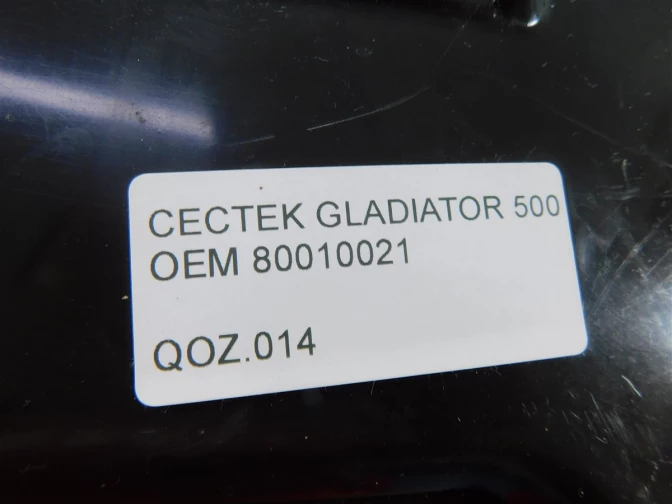 CECTEK GLADIATOR 500
OEM 80010021
QOZ.014